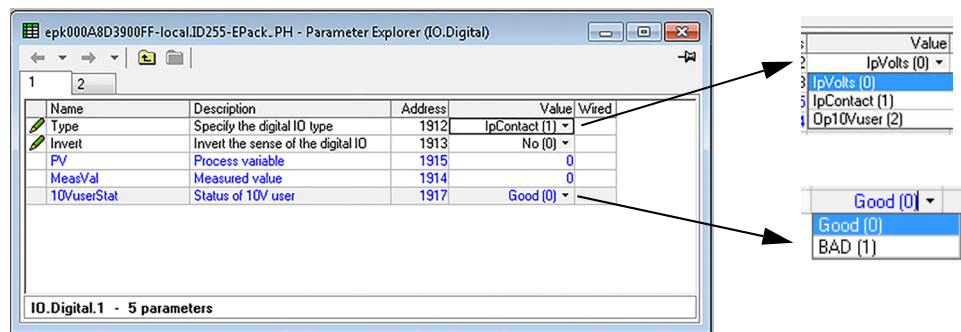 epk000A8D3900FF-local.ID255-EPack_PH - Parameter Explorer (IO.Digital)
1 2
Name Description Address Value Wired
Type Specify the digital IO type 1912 IpContact (1)
Invert Invert the sense of the digital IO 1913 No (0)
PV Process variable 1915 0
MeasVal Measured value 1914 0
10VuserStat Status of 10V user 1917 Good (0)
IO.Digital.1 - 5 parameters
Value
IpVolts (0)
IpVolts (0)
IpContact (1)
Op10Vuser (2)
Good (0)
Good (0)
BAD (1)